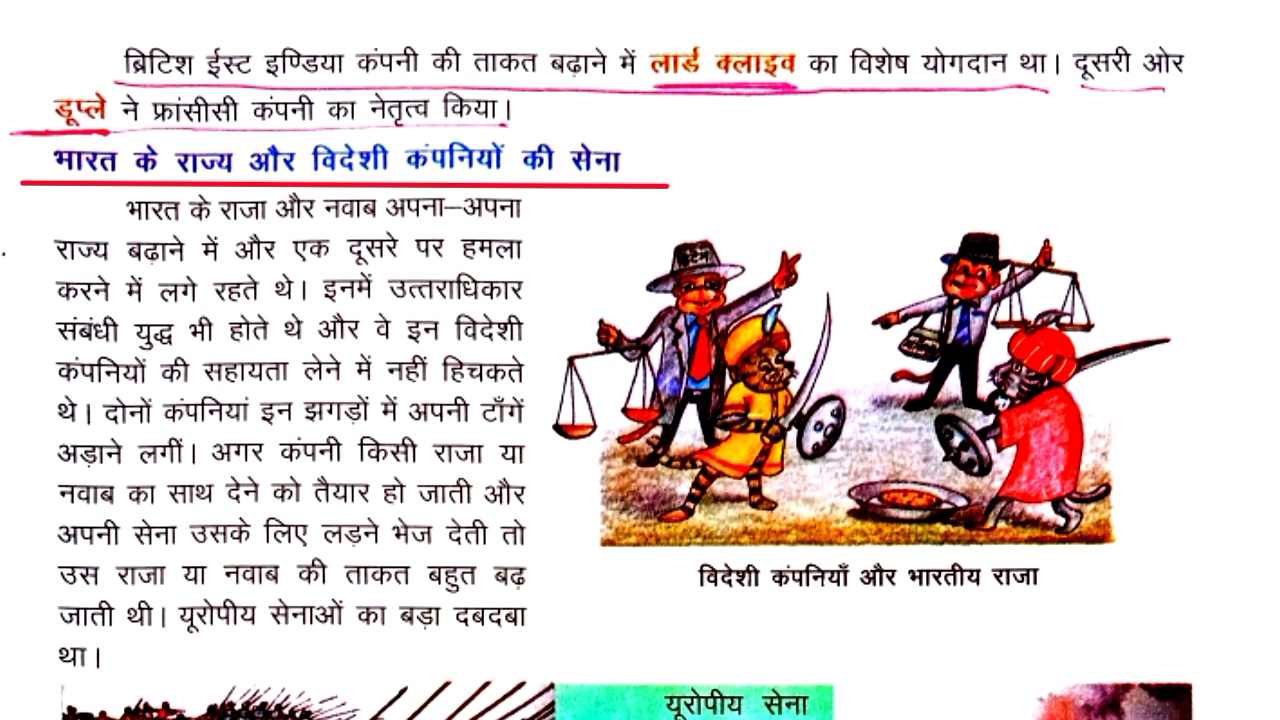 ब्रिटिश ईस्ट इण्डिया कंपनी की ताकत बढ़ाने में लार्ड क्लाइव का विशेष योगदान था। दूसरी ओर
डूप्ले ने फ्रांसीसी कंपनी का नेतृत्व किया।
भारत के राज्य और विदेशी कंपनियों की सेना
भारत के राजा और नवाब अपना–अपना
राज्य बढ़ाने में और एक दूसरे पर हमला
करने में लगे रहते थे। इनमें उत्तराधिकार
संबंधी युद्ध भी होते थे और वे इन विदेशी
कंपनियों की सहायता लेने में नहीं हिचकते
थे। दोनों कंपनियां इन झगड़ों में अपनी टाँगें
अड़ाने लगीं। अगर कंपनी किसी राजा या
नवाब का साथ देने को तैयार हो जाती और
अपनी सेना उसके लिए लड़ने भेज देती तो
उस राजा या नवाब की ताकत बहुत बढ़
जाती थी। यूरोपीय सेनाओं का बड़ा दबदबा
था।
विदेशी कंपनियाँ और भारतीय राजा
यूरोपीय सेना